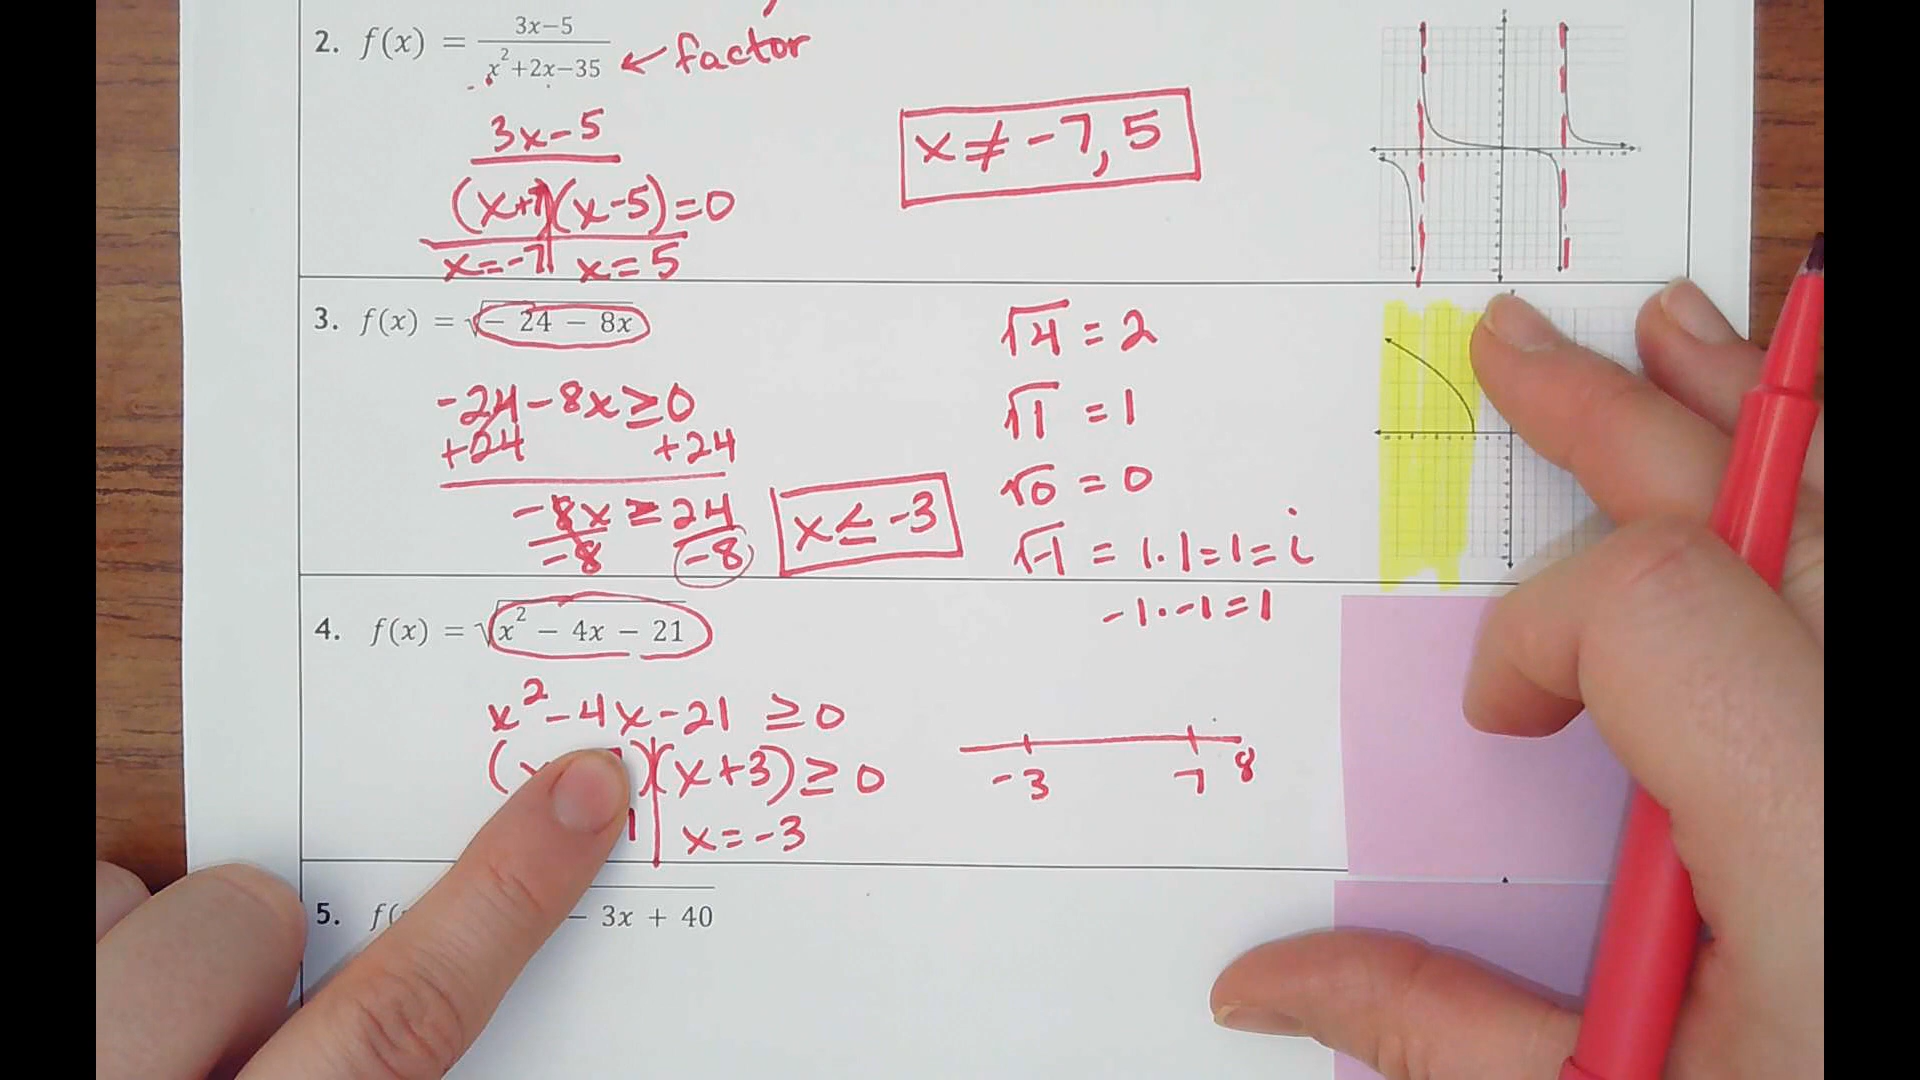 2. f(x) = (3x−5)/(x²+2x−35) ← factor
3x-5
(x+7)(x-5)=0
x=-7 x=5
x≠-7,5
3. f(x) = √(− 24 − 8x)
-24-8x≥0
+24 +24
-8x ≥ 24
-8 -8
x≤-3
√4 = 2
√1 = 1
√0 = 0
√-1 = 1·1=1=i
-1·-1=1
4. f(x) = √(x² − 4x − 21)
x²-4x-21 ≥0
(x )(x+3)≥0
x=-3
-3 7 8
5. f( − 3x + 40